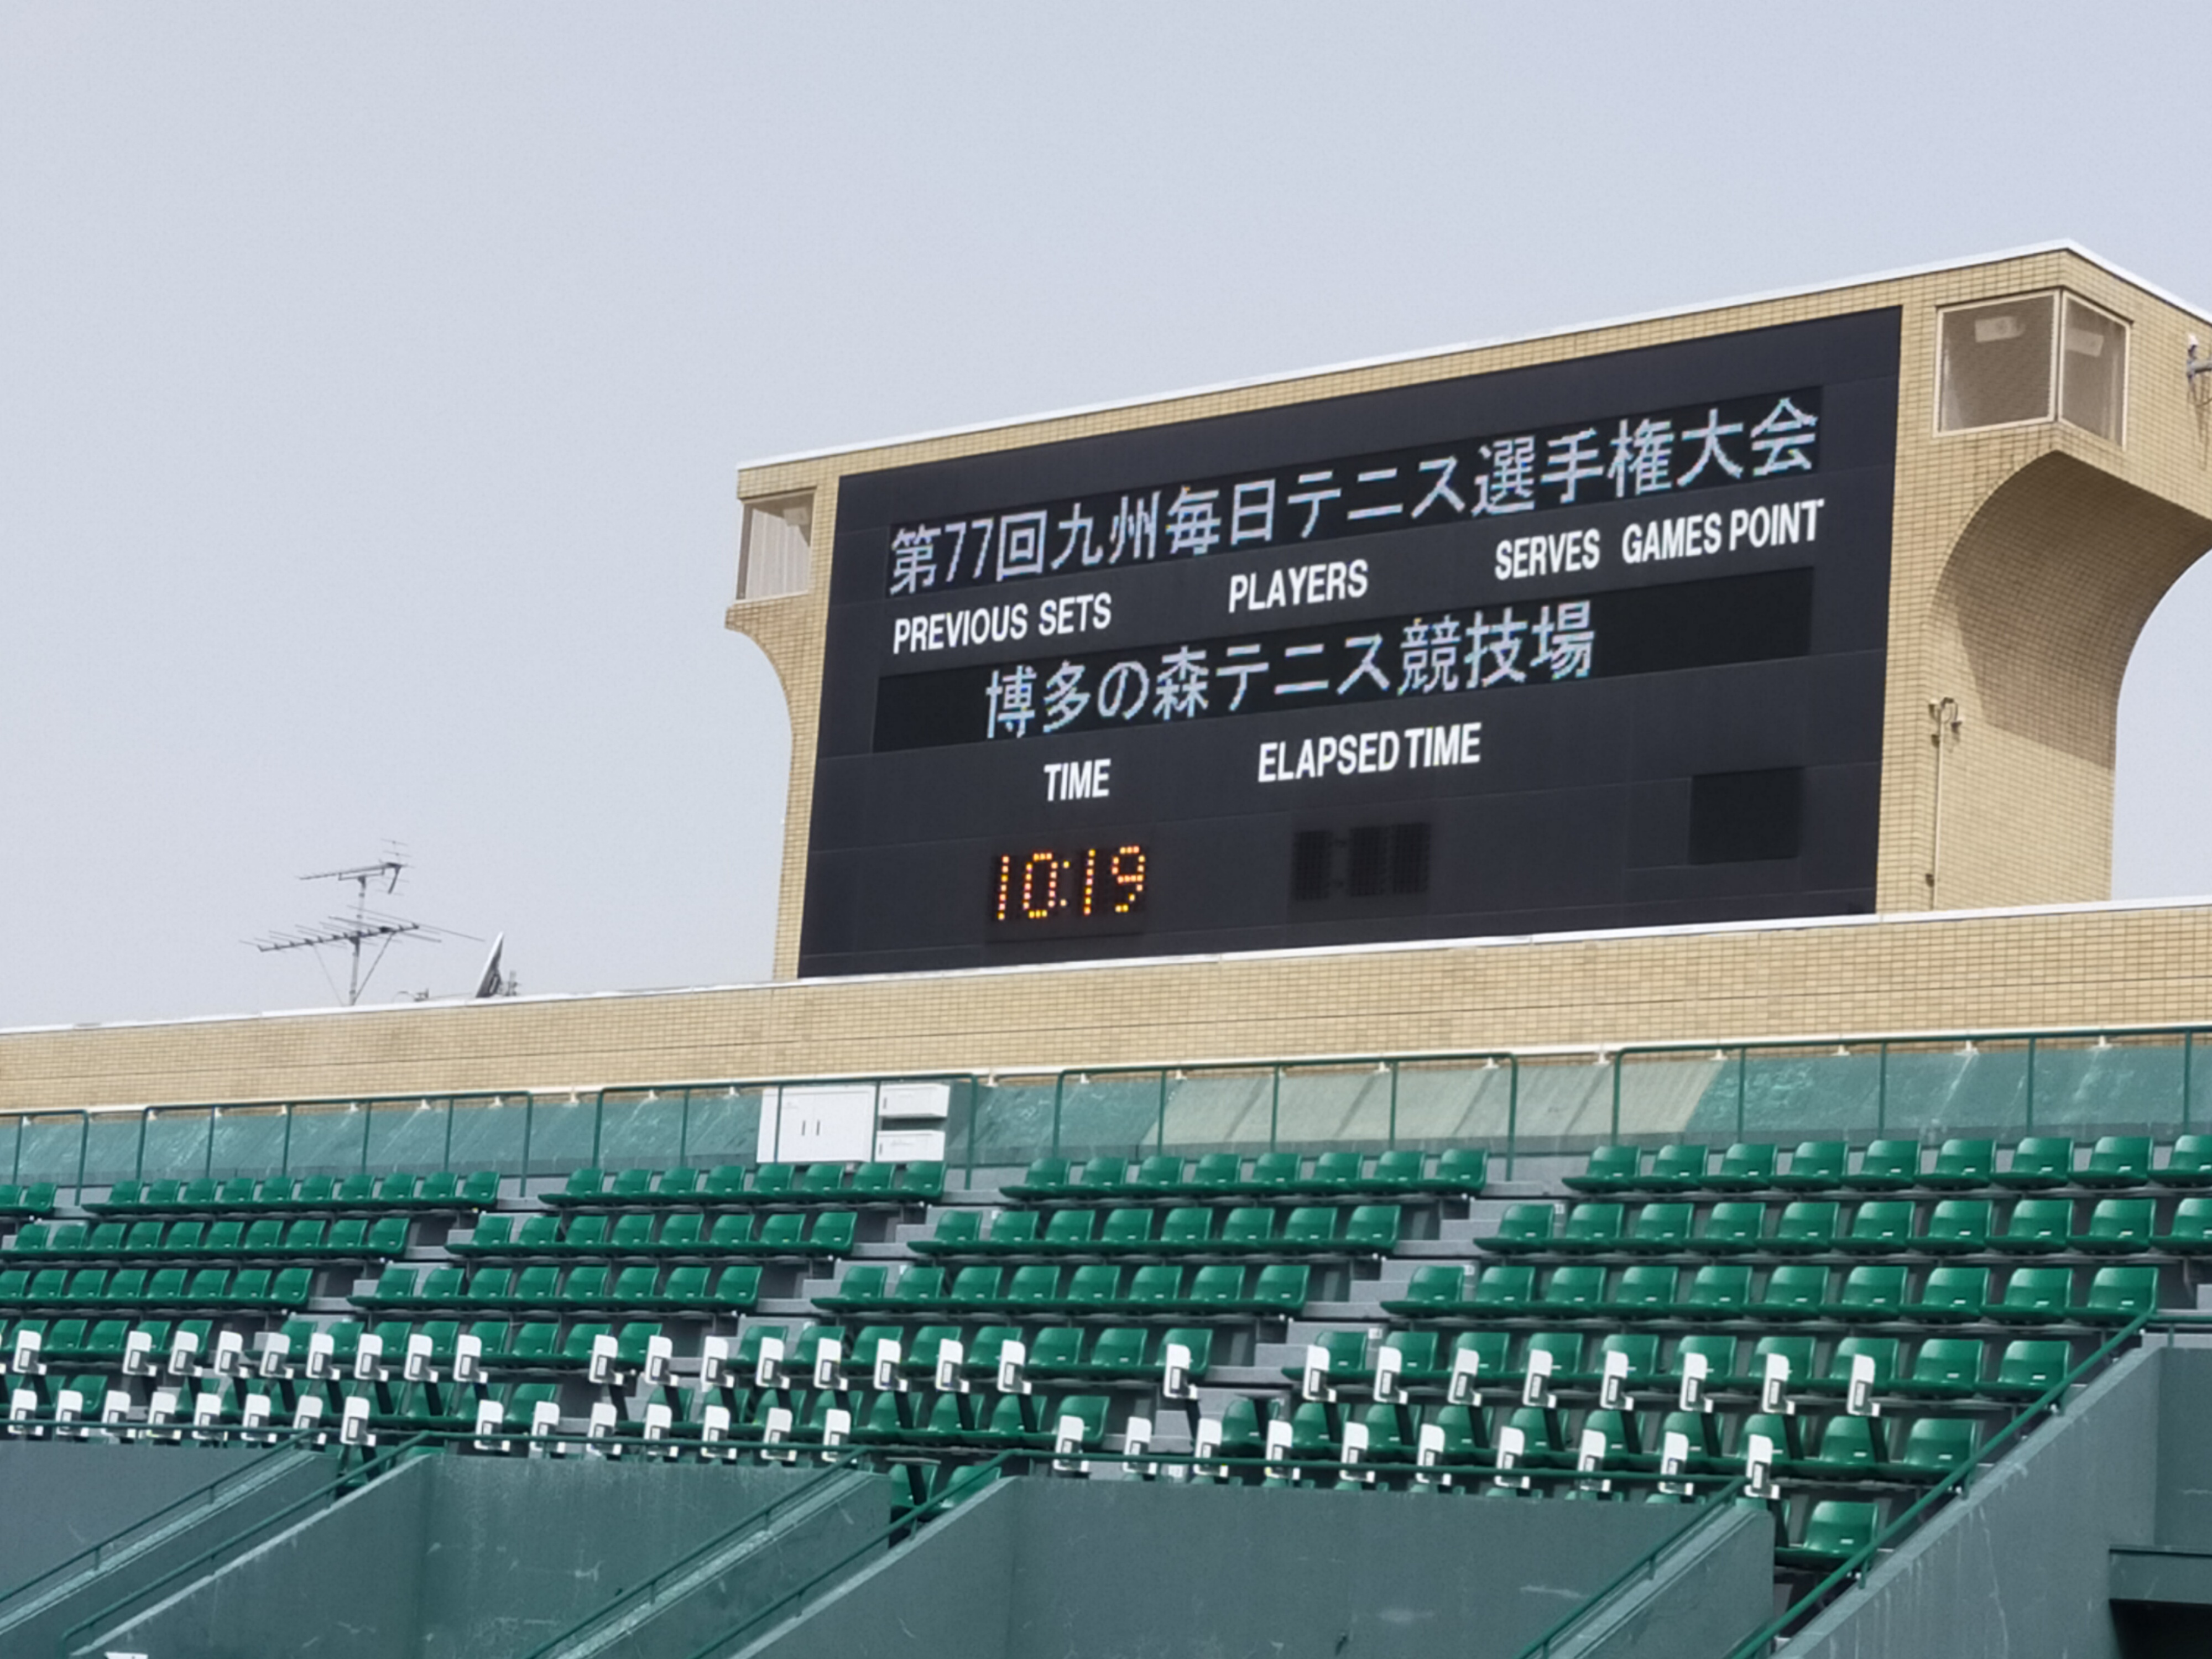 第77回九州毎日テニス選手権大会
PREVIOUS SETS PLAYERS SERVES GAMES POINT
博多の森テニス競技場
TIME ELAPSED TIME
10:19